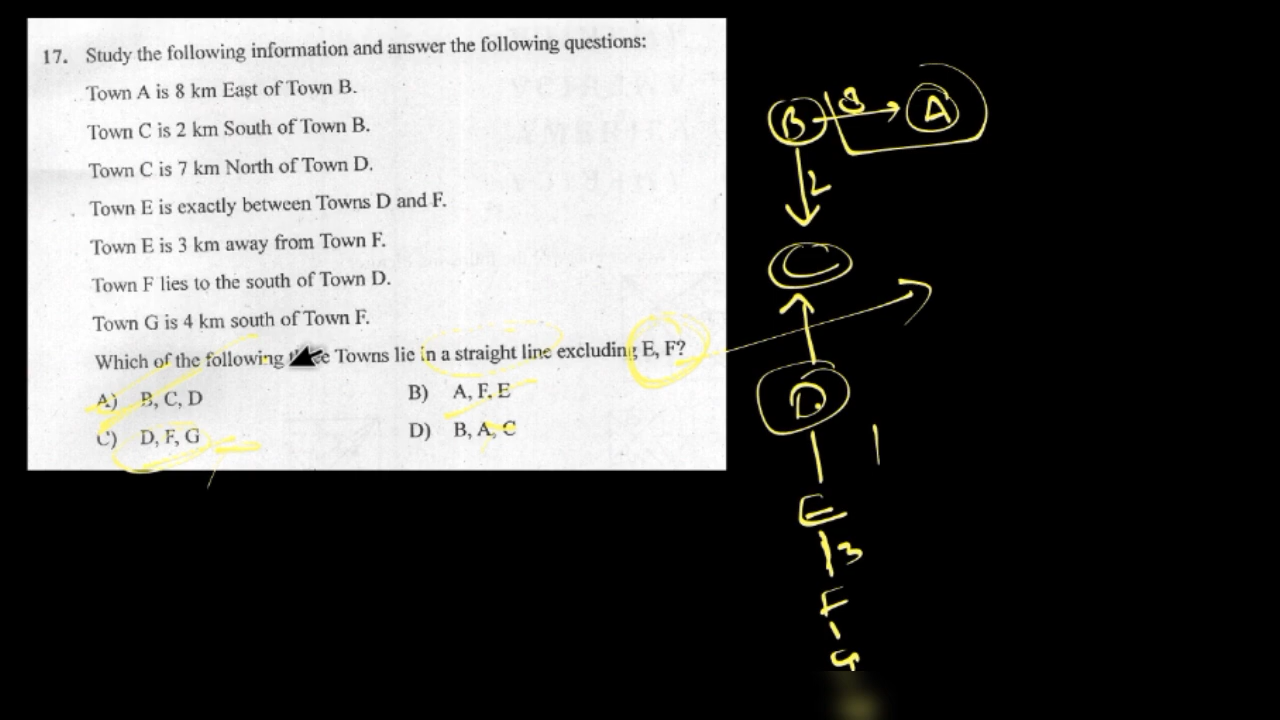 17. Study the following information and answer the following questions:
Town A is 8 km East of Town B.
Town C is 2 km South of Town B.
Town C is 7 km North of Town D.
Town E is exactly between Towns D and F.
Town E is 3 km away from Town F.
Town F lies to the south of Town D.
Town G is 4 km south of Town F.
Which of the following Towns lie in a straight line excluding E, F?
A) B, C, D B) A, F, E
C) D, F, G D) B, A, C
B 8 A
2
C
D
E
3
F
G